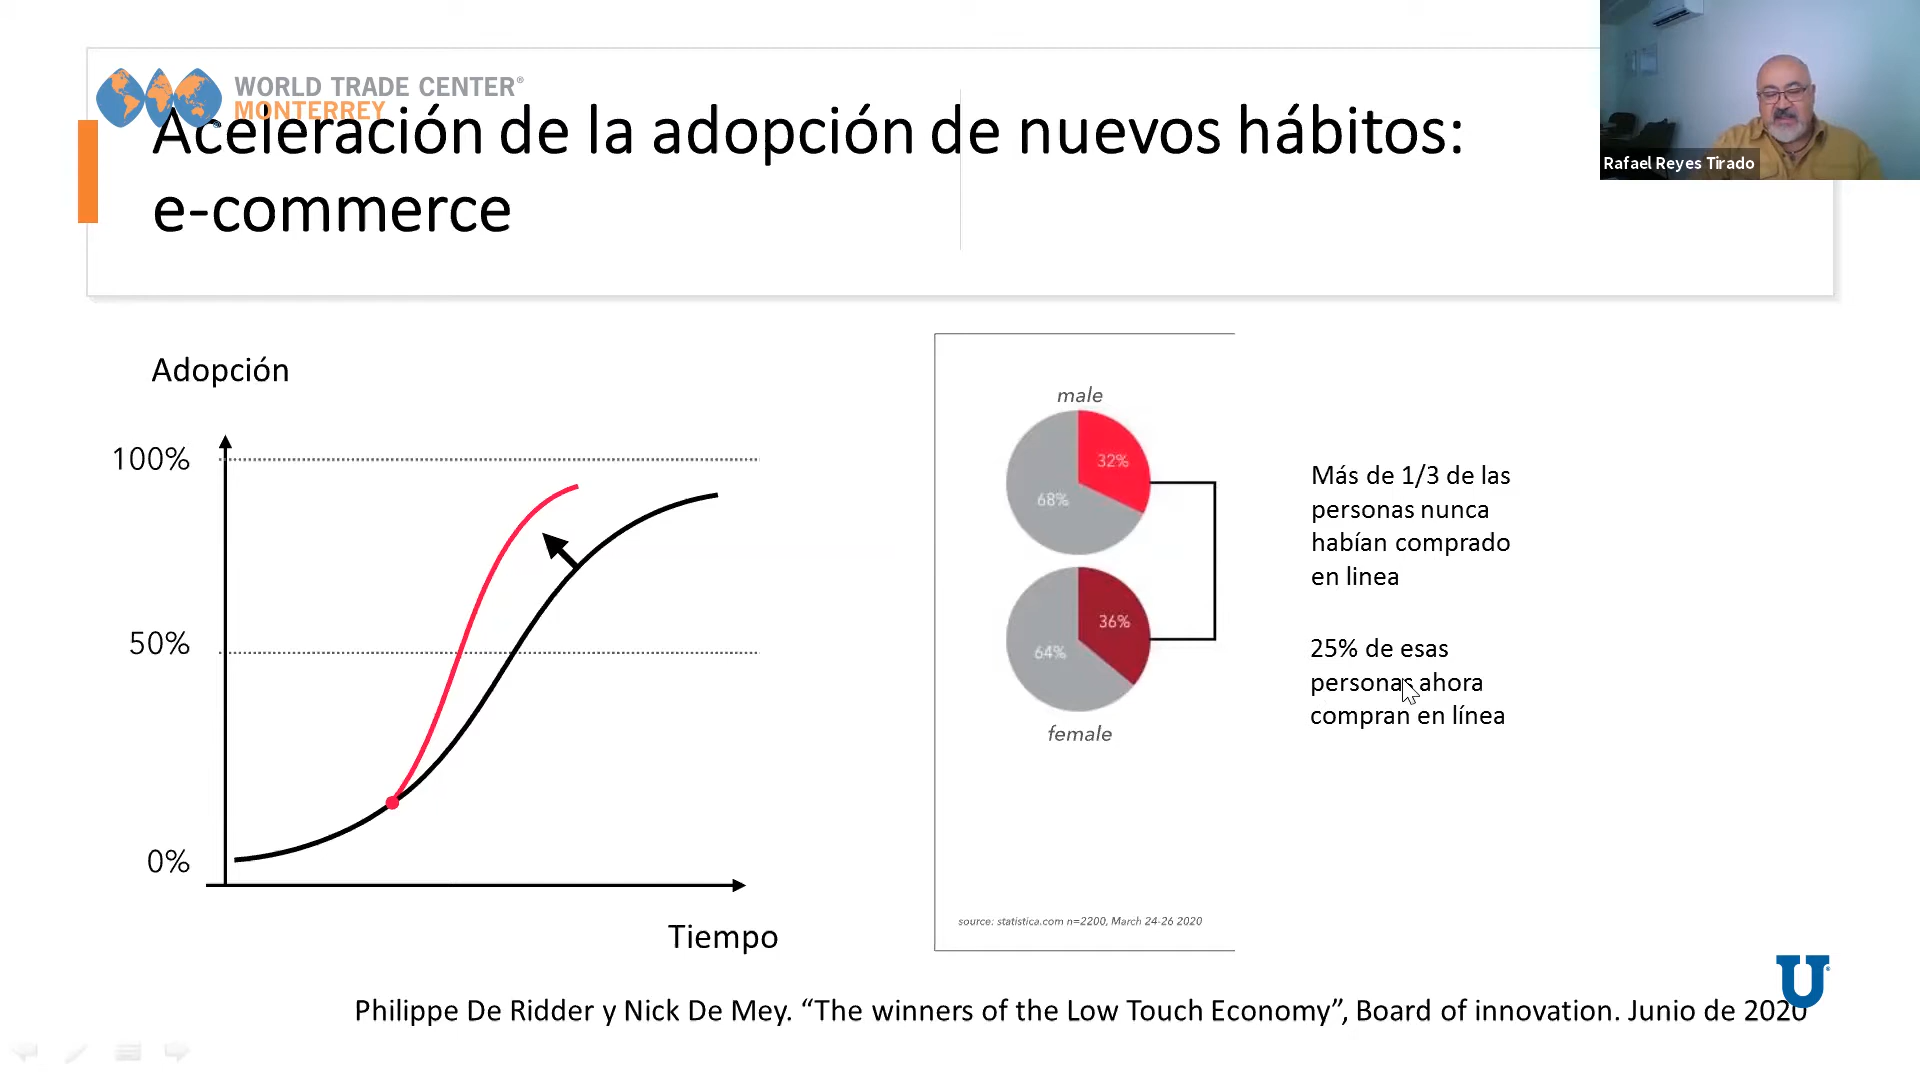 WORLD TRADE CENTER®
MONTERREY
Aceleración de la adopción de nuevos hábitos:
e-commerce
Rafael Reyes Tirado
Adopción
100%
50%
0%
Tiempo
male
32%
68%
36%
64%
female
source: statistica.com n=2200, March 24-26 2020
Más de 1/3 de las
personas nunca
habían comprado
en linea
25% de esas
personas ahora
compran en línea
U
Philippe De Ridder y Nick De Mey. “The winners of the Low Touch Economy”, Board of innovation. Junio de 2020